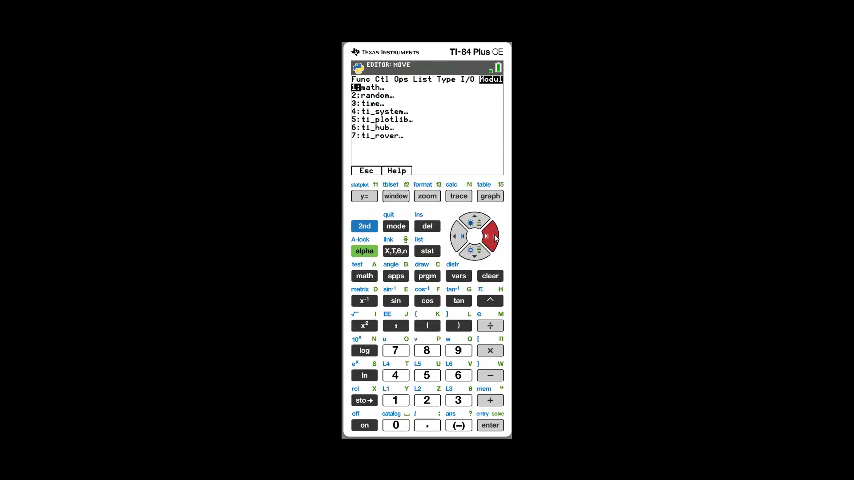 TEXAS INSTRUMENTS TI-84 Plus CE
EDITOR: MOVE
Func Ctl Ops List Type I/O Modul
1:math…
2:random…
3:time…
4:ti_system…
5:ti_plotlib…
6:ti_hub…
7:ti_rover…
Esc Help
statplot f1 tblset f2 format f3 calc f4 table f5
y= window zoom trace graph
quit ins
2nd mode del
A-lock link list
alpha X,T,θ,n stat
test A angle B draw C distr
math apps prgm vars clear
matrix D sin⁻¹ E cos⁻¹ F tan⁻¹ G π H
x⁻¹ sin cos tan ^
√ I EE J { K } L e M
x² , ( ) ÷
10ˣ N u O v P w Q [ R
log 7 8 9 ×
eˣ S L4 T L5 U L6 V ] W
ln 4 5 6 −
rcl X L1 Y L2 Z L3 θ mem "
sto→ 1 2 3 +
off catalog i : ans ? entry solve
on 0 . (−) enter